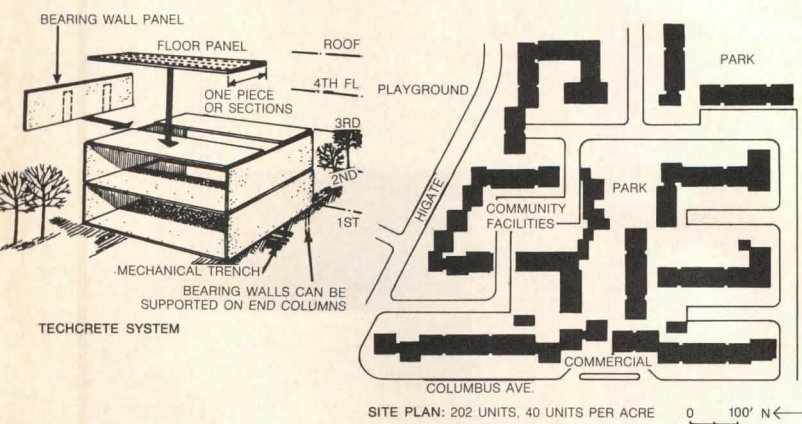 BEARING WALL PANEL
FLOOR PANEL
ONE PIECE
OR SECTIONS
ROOF
4TH FL
3RD
2ND
1ST
MECHANICAL TRENCH
BEARING WALLS CAN BE
SUPPORTED ON END COLUMNS
TECHCRETE SYSTEM
PLAYGROUND
PARK
HIGATE
COMMUNITY
FACILITIES
PARK
COMMERCIAL
COLUMBUS AVE.
SITE PLAN: 202 UNITS, 40 UNITS PER ACRE
0 100' N